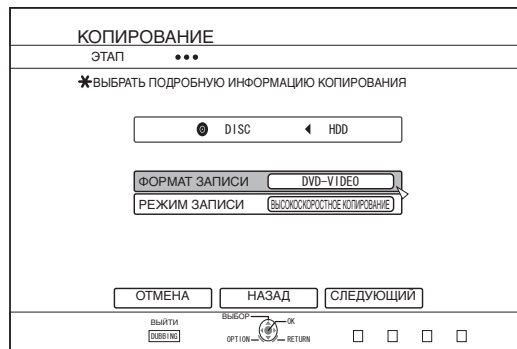 КОПИРОВАНИЕ
ЭТАП
✱ВЫБРАТЬ ПОДРОБНУЮ ИНФОРМАЦИЮ КОПИРОВАНИЯ
DISC ◀ HDD
ФОРМАТ ЗАПИСИ DVD-VIDEO
РЕЖИМ ЗАПИСИ ВЫСОКОСКОРОСТНОЕ КОПИРОВАНИЕ
ОТМЕНА НАЗАД СЛЕДУЮЩИЙ
ВЫЙТИ ВЫБОР OK
DUBBING OPTION RETURN